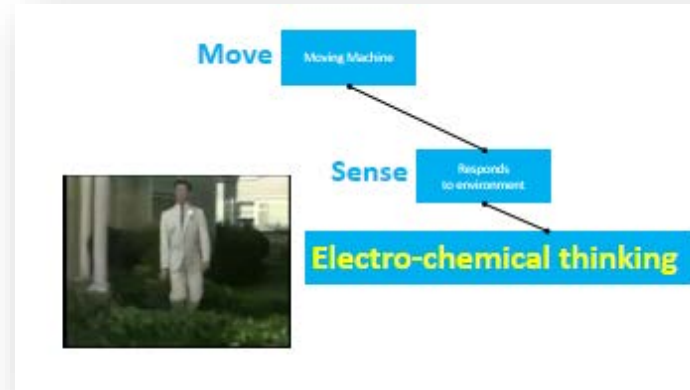 Move
Moving Machine
Sense
Responds
to environment
Electro-chemical thinking